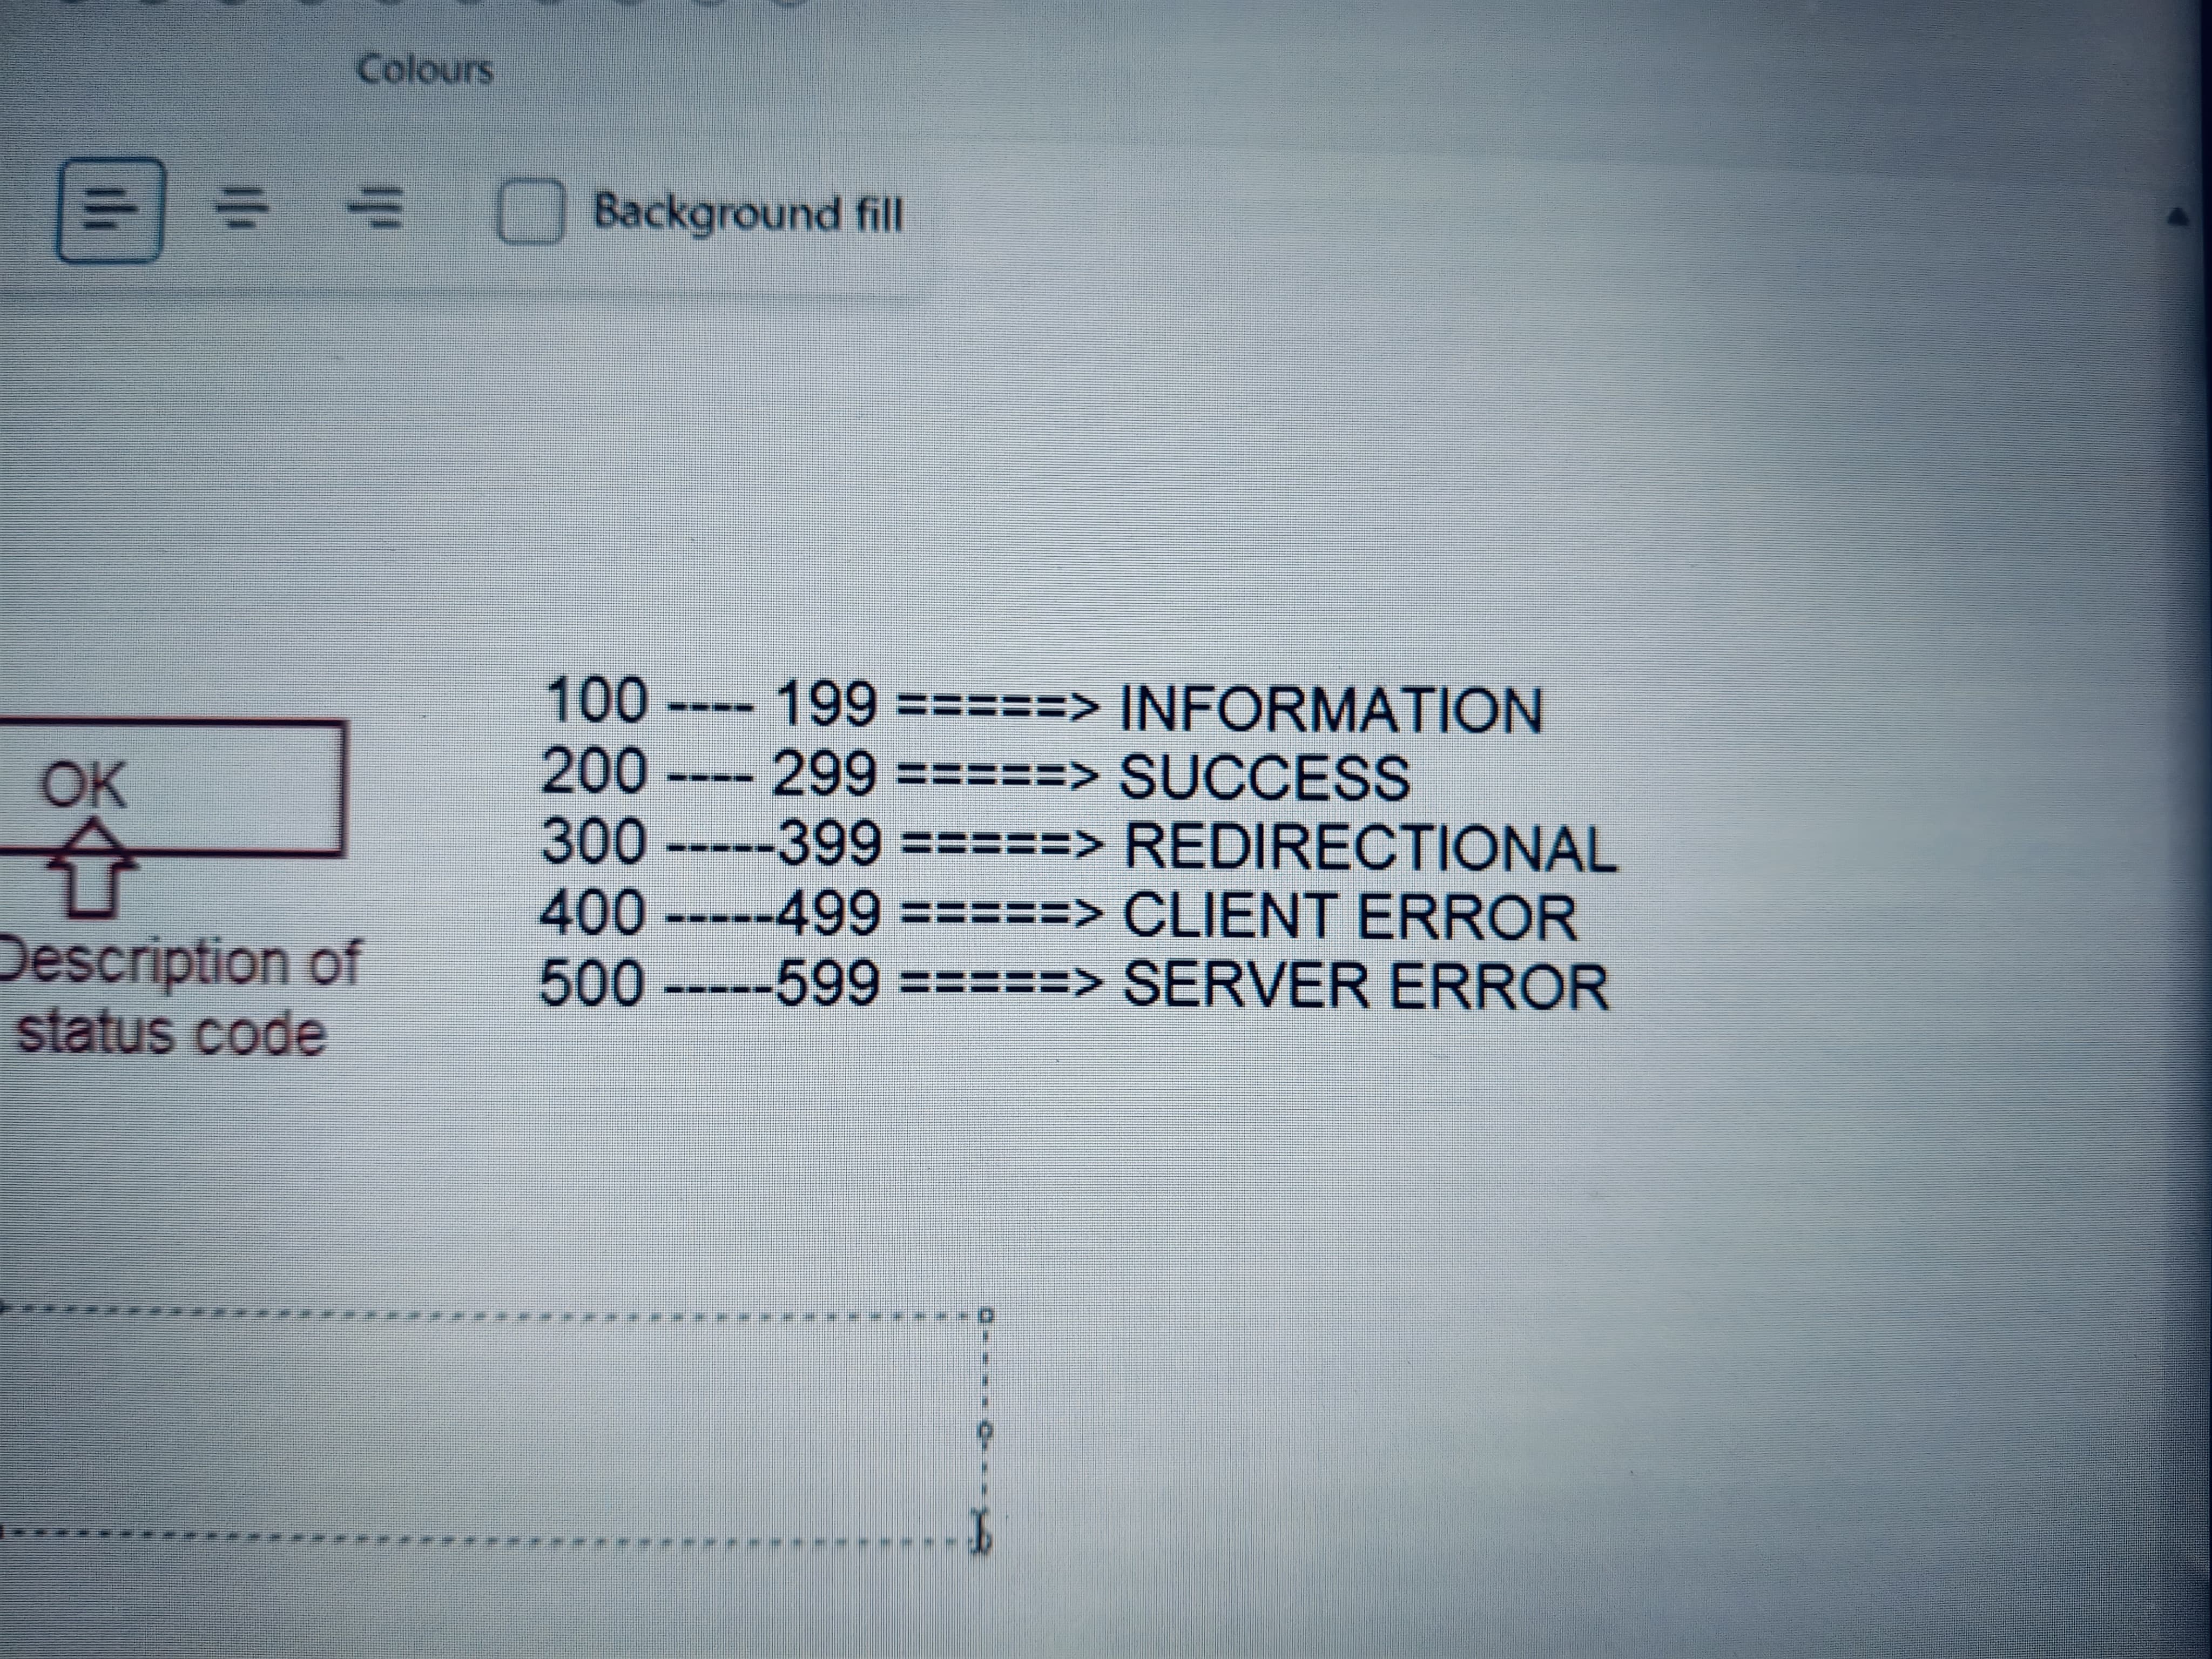 Colours
Background fill
100 ---- 199 =====> INFORMATION
200 ---- 299 =====> SUCCESS
300 -----399 =====> REDIRECTIONAL
400 -----499 =====> CLIENT ERROR
500 -----599 =====> SERVER ERROR
OK
Description of
status code